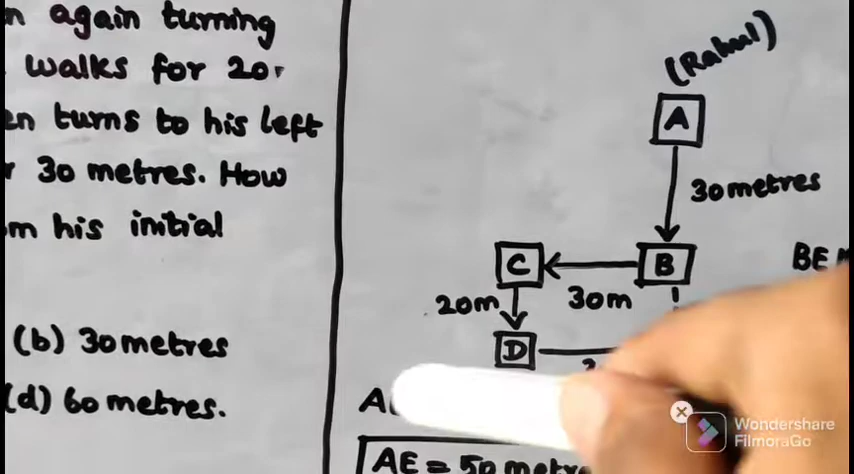 again turning
walks for 20
turns to his left
30 metres. How
his initial
(b) 30 metres
(d) 60 metres.
(Rahul)
A
30 metres
B
C
30m
20m
D
BE
AE = 50 metre
Wondershare
FilmoraGo